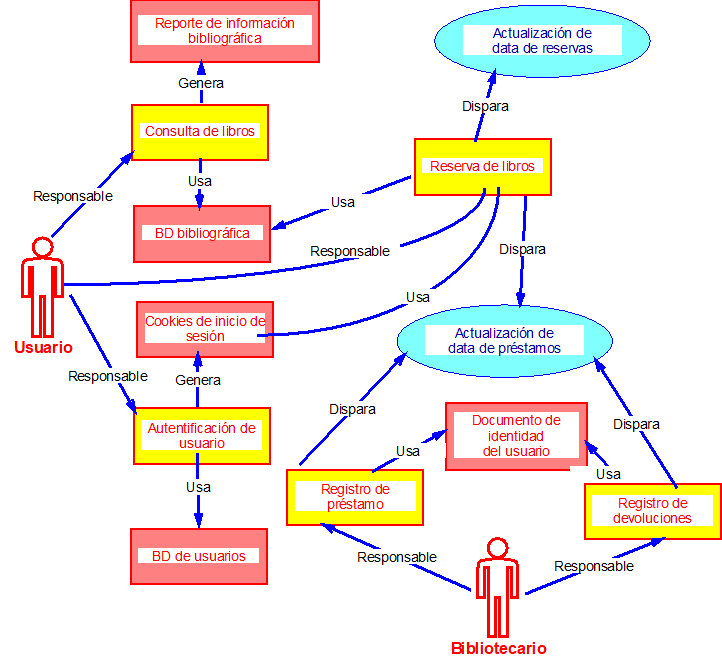 Reporte de información
bibliográfica
Actualización de
data de reservas
Genera
Dispara
Consulta de libros
Reserva de libros
Responsable
Usa
Usa
BD bibliográfica
Responsable
Dispara
Usuario
Cookies de inicio de
sesión
Usa
Actualización de
data de préstamos
Responsable
Genera
Dispara
Autentificación de
usuario
Documento de
identidad
del usuario
Dispara
Usa
Usa
Usa
Registro de
préstamo
Registro de
devoluciones
BD de usuarios
Responsable
Responsable
Bibliotecario